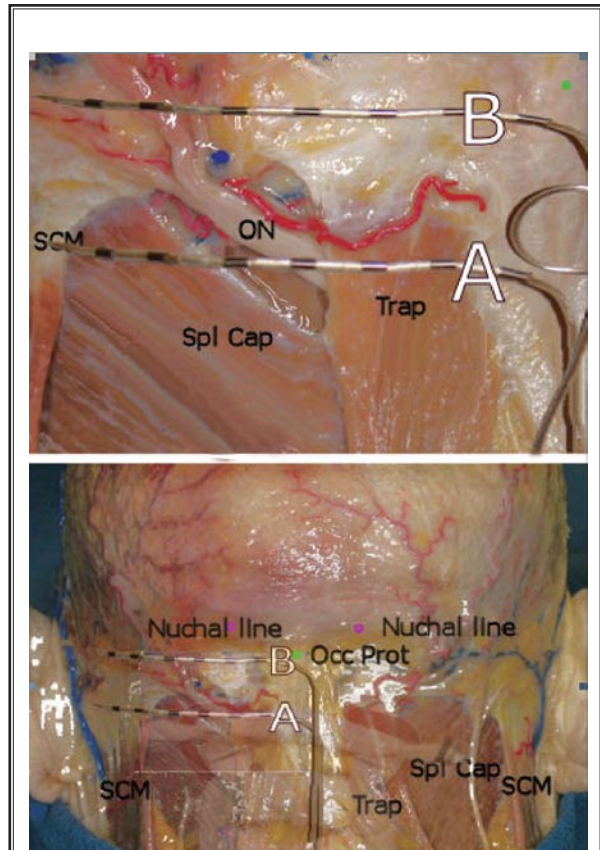 B
ON
SCM
A
Trap
Spl Cap
Nuchal line
Nuchal line
B
Occ Prot
A
Spl Cap
SCM
SCM
Trap